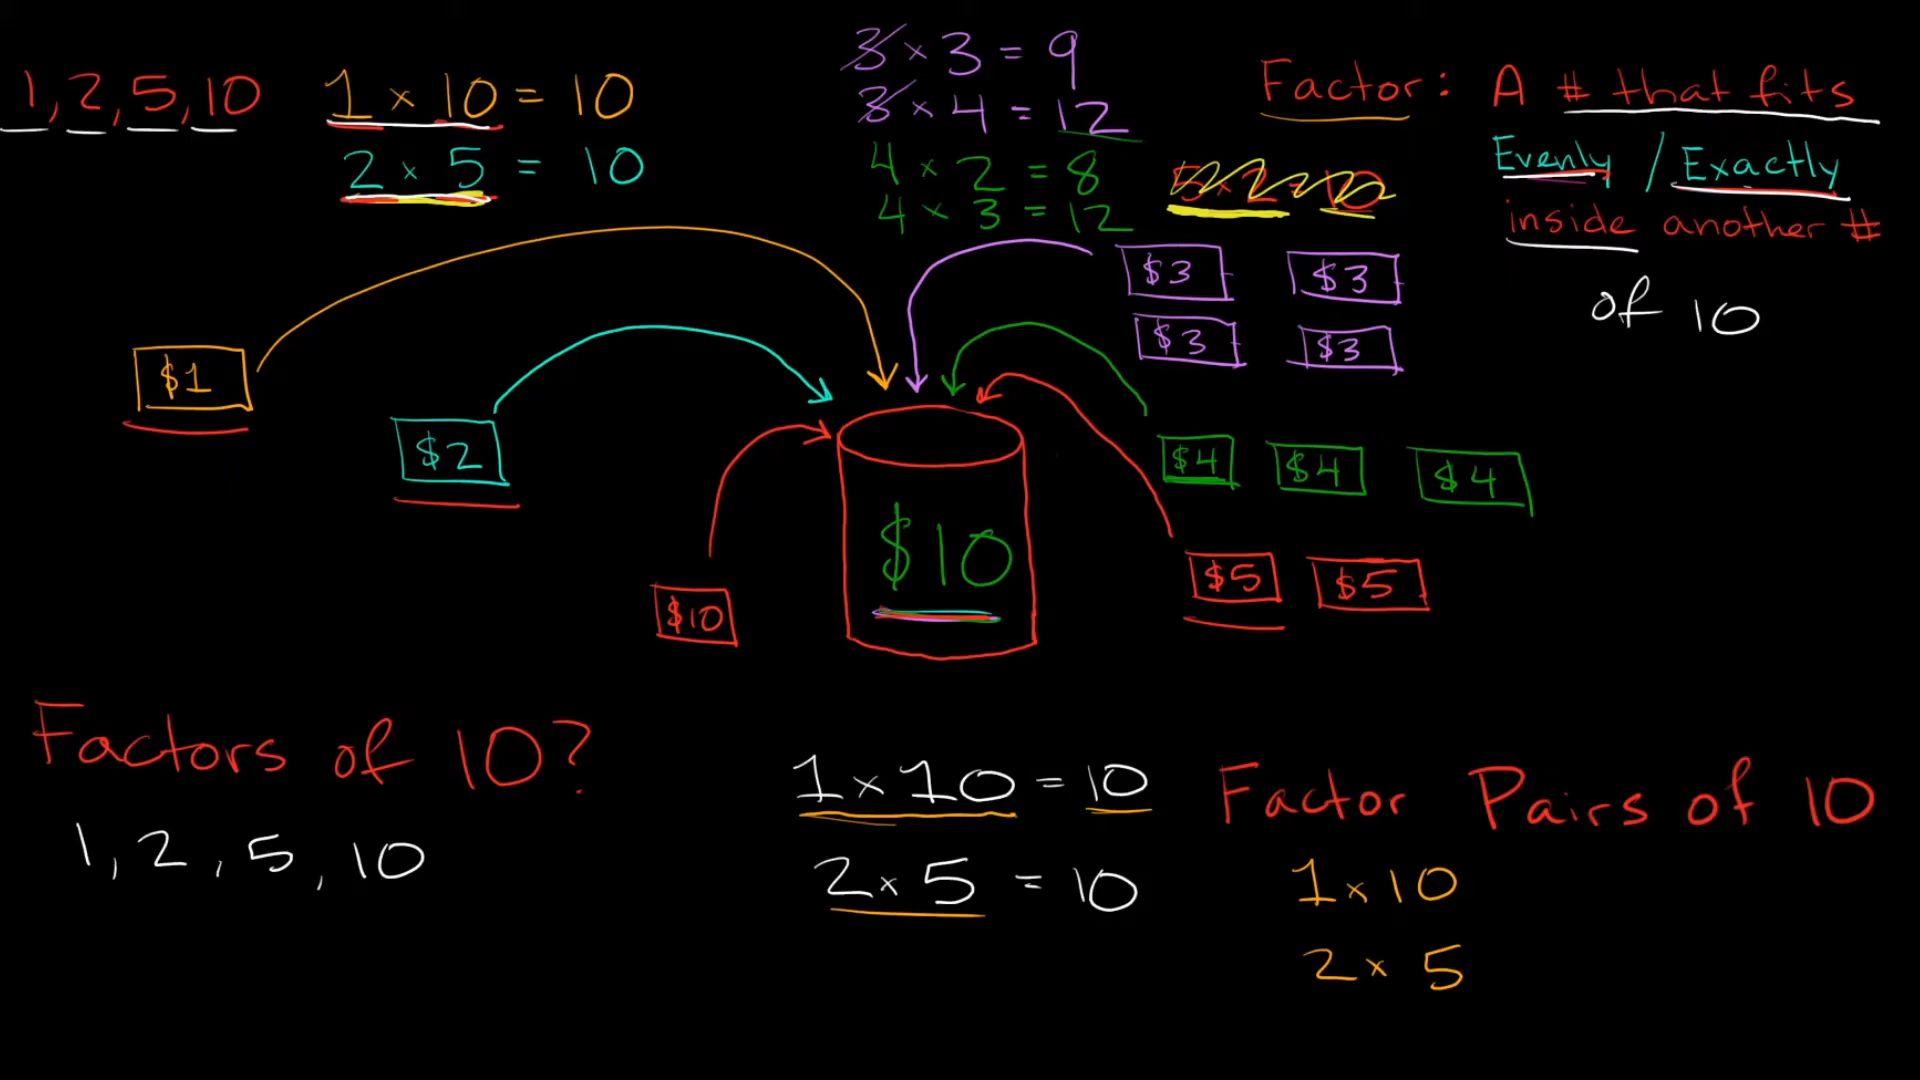 1, 2, 5, 10
1 × 10 = 10
2 × 5 = 10
3 × 3 = 9
3 × 4 = 12
4 × 2 = 8
4 × 3 = 12
5 × 2 = 10
Factor: A # that fits
Evenly / Exactly
inside another #
of 10
$1
$2
$10
$10
$3 $3
$3 $3
$4 $4 $4
$5 $5
Factors of 10?
1, 2, 5, 10
1 × 10 = 10
2 × 5 = 10
Factor Pairs of 10
1 × 10
2 × 5